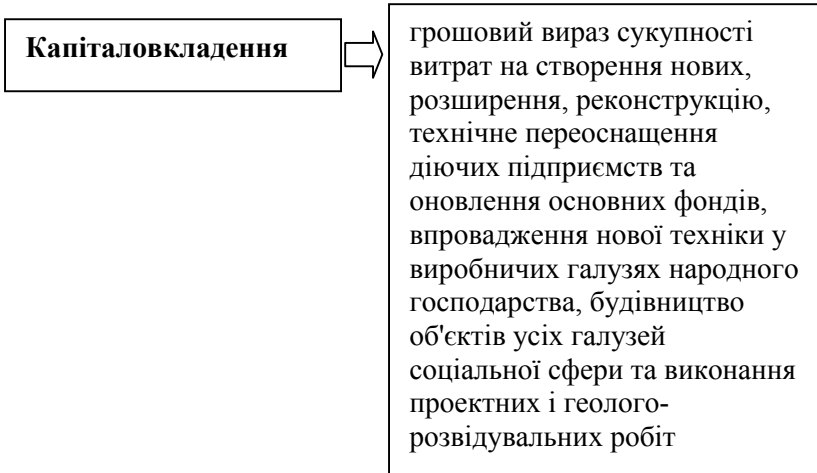 Капіталовкладення
грошовий вираз сукупності
витрат на створення нових,
розширення, реконструкцію,
технічне переоснащення
діючих підприємств та
оновлення основних фондів,
впровадження нової техніки у
виробничих галузях народного
господарства, будівництво
об'єктів усіх галузей
соціальної сфери та виконання
проектних і геолого-
розвідувальних робіт